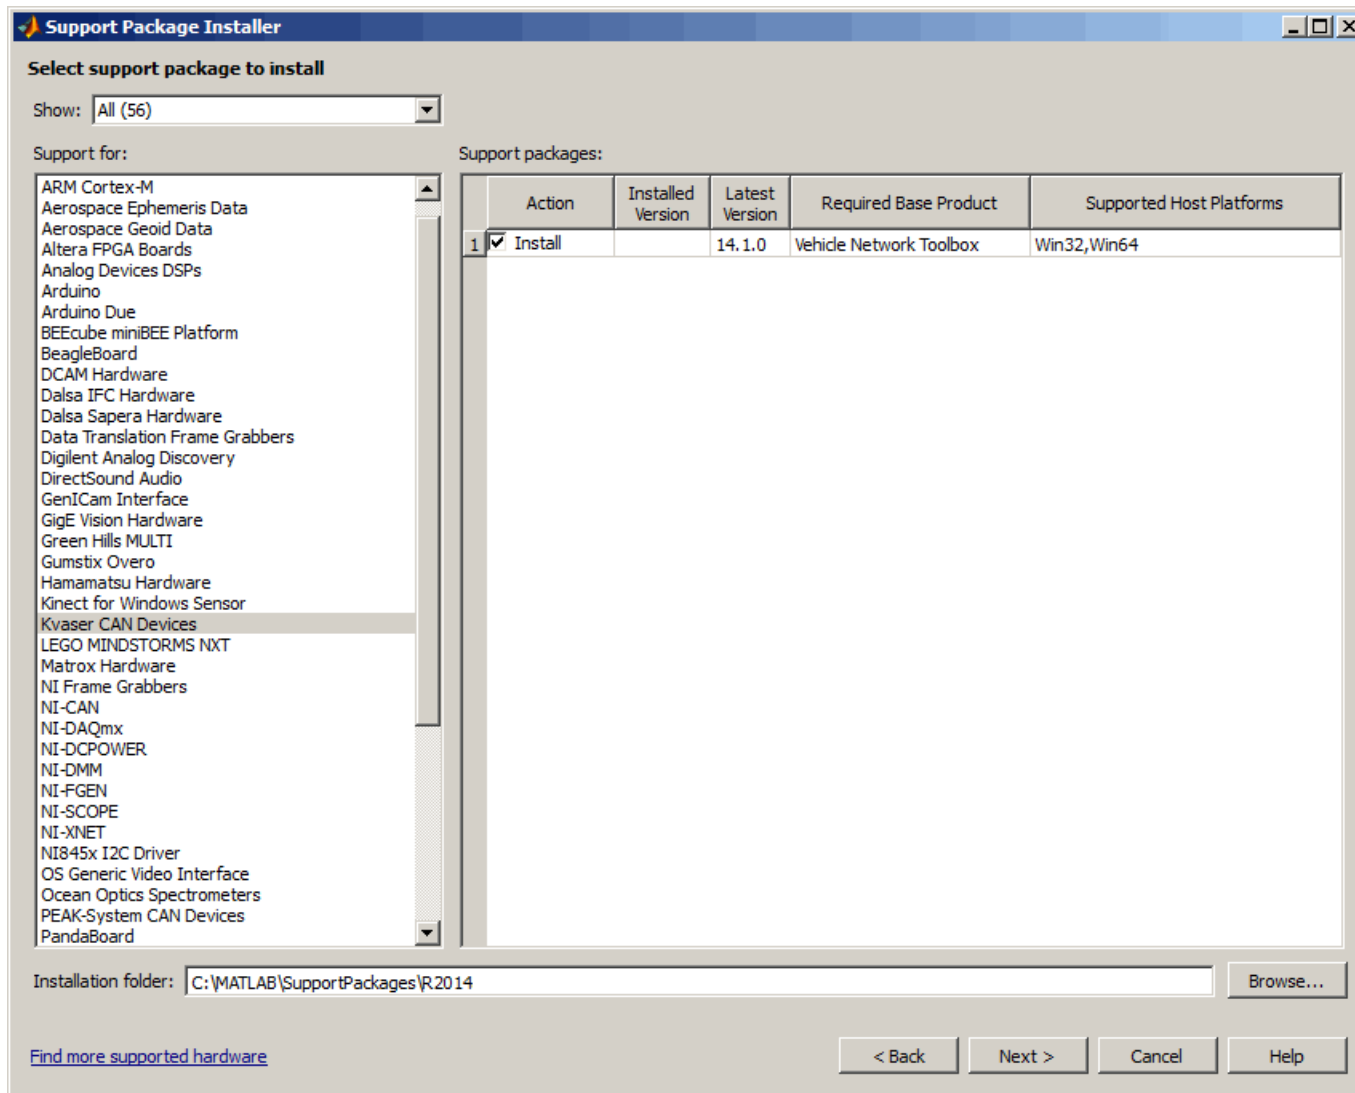 Support Package Installer
Select support package to install
Show: All (56)
Support for:
Support packages:
ARM Cortex-M
Aerospace Ephemeris Data
Aerospace Geoid Data
Altera FPGA Boards
Analog Devices DSPs
Arduino
Arduino Due
BEEcube miniBEE Platform
BeagleBoard
DCAM Hardware
Dalsa IFC Hardware
Dalsa Sapera Hardware
Data Translation Frame Grabbers
Digilent Analog Discovery
DirectSound Audio
GenICam Interface
GigE Vision Hardware
Green Hills MULTI
Gumstix Overo
Hamamatsu Hardware
Kinect for Windows Sensor
Kvaser CAN Devices
LEGO MINDSTORMS NXT
Matrox Hardware
NI Frame Grabbers
NI-CAN
NI-DAQmx
NI-DCPOWER
NI-DMM
NI-FGEN
NI-SCOPE
NI-XNET
NI845x I2C Driver
OS Generic Video Interface
Ocean Optics Spectrometers
PEAK-System CAN Devices
PandaBoard
Action Installed Version Latest Version Required Base Product Supported Host Platforms
1 Install 14.1.0 Vehicle Network Toolbox Win32,Win64
Installation folder: C:\MATLAB\SupportPackages\R2014 Browse...
Find more supported hardware < Back Next > Cancel Help